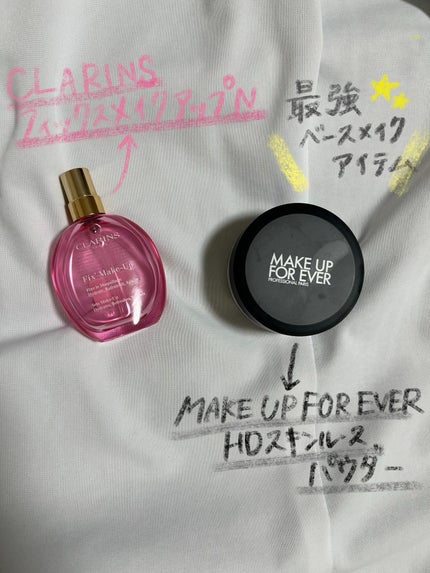 CLARINS
フィックスメイクアップN
最強
ベースメイク
アイテム
CLARINS
Fix Make-Up
MAKE UP
FOR EVER
PROFESSIONAL PARIS
MAKE UP FOR EVER
HDスキンルース
パウダー